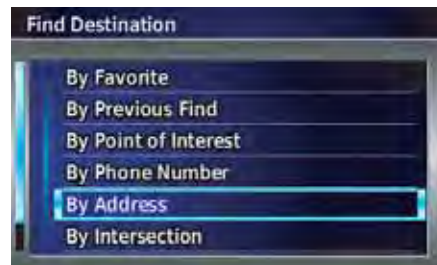 Find Destination
By Favorite
By Previous Find
By Point of Interest
By Phone Number
By Address
By Intersection